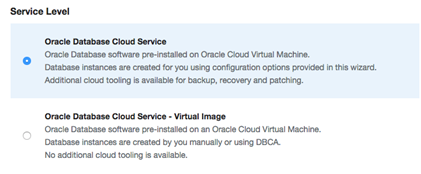 Service Level
Oracle Database Cloud Service
Oracle Database software pre-installed on Oracle Cloud Virtual Machine.
Database instances are created for you using configuration options provided in this wizard.
Additional cloud tooling is available for backup, recovery and patching.
Oracle Database Cloud Service - Virtual Image
Oracle Database software pre-installed on an Oracle Cloud Virtual Machine.
Database instances are created by you manually or using DBCA.
No additional cloud tooling is available.